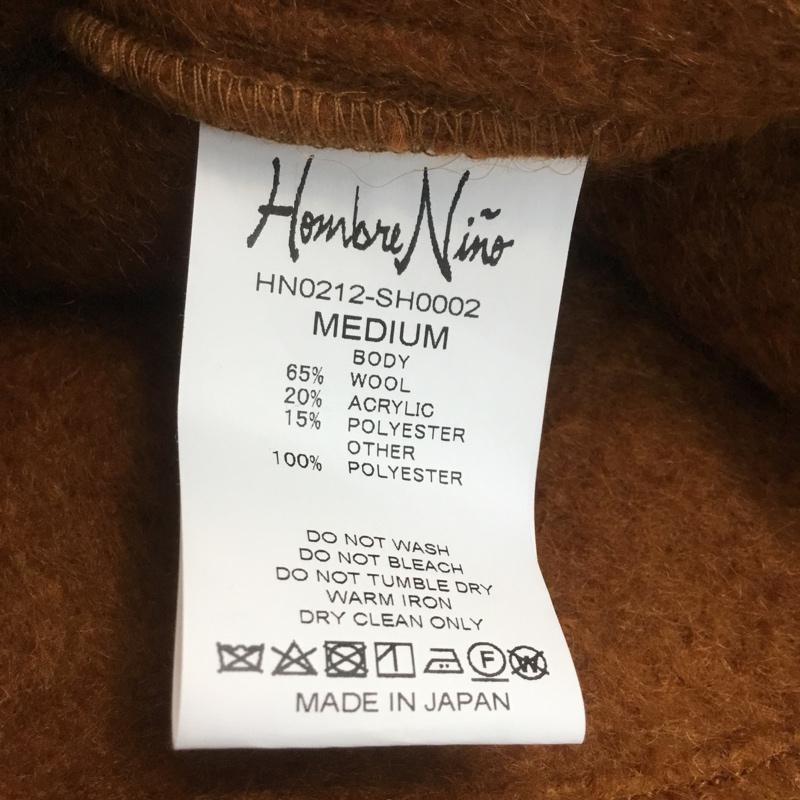 Hombre Niño
HN0212-SH0002
MEDIUM
BODY
65% WOOL
20% ACRYLIC
15% POLYESTER
OTHER
100% POLYESTER
DO NOT WASH
DO NOT BLEACH
DO NOT TUMBLE DRY
WARM IRON
DRY CLEAN ONLY
F W
MADE IN JAPAN